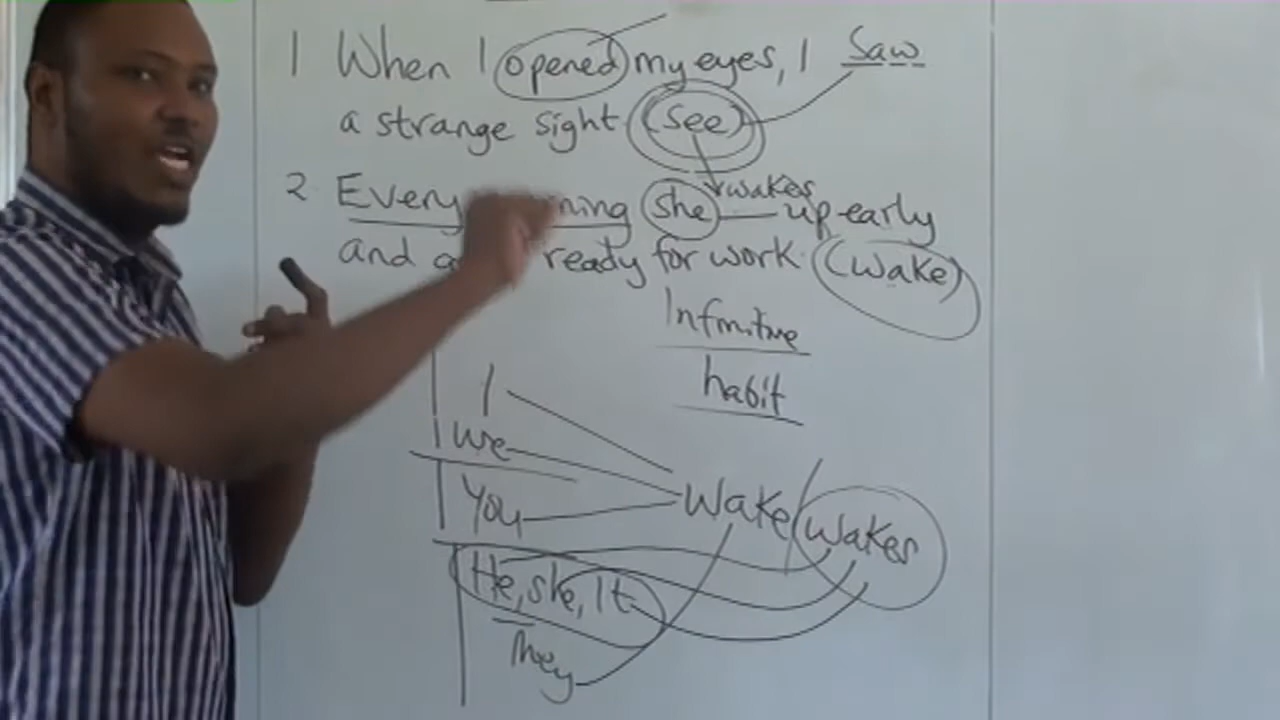 1 When I opened my eyes, I saw
a strange sight (see)
wakes
2 Every ning she up early
and ready for work. (Wake)
Infinitive
habit
I
We
You
Wake/Wakes
He, she, It
They